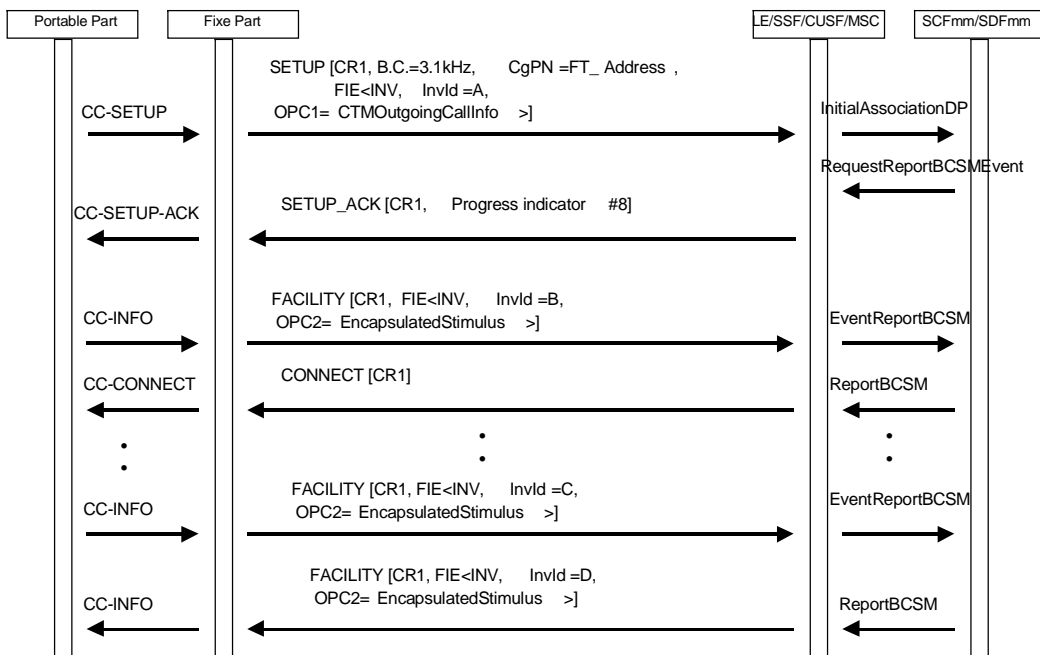 Portable Part
Fixe Part
LE/SSF/CUSF/MSC
SCFmm/SDFmm
SETUP [CR1, B.C.=3.1kHz, CgPN =FT_ Address ,
FIE<INV, InvId =A,
OPC1= CTMOutgoingCallInfo >]
CC-SETUP
InitialAssociationDP
RequestReportBCSMEvent
SETUP_ACK [CR1, Progress indicator #8]
CC-SETUP-ACK
FACILITY [CR1, FIE<INV, InvId =B,
OPC2= EncapsulatedStimulus >]
CC-INFO
EventReportBCSM
CONNECT [CR1]
CC-CONNECT
ReportBCSM
FACILITY [CR1, FIE<INV, InvId =C,
OPC2= EncapsulatedStimulus >]
CC-INFO
EventReportBCSM
FACILITY [CR1, FIE<INV, InvId =D,
OPC2= EncapsulatedStimulus >]
CC-INFO
ReportBCSM